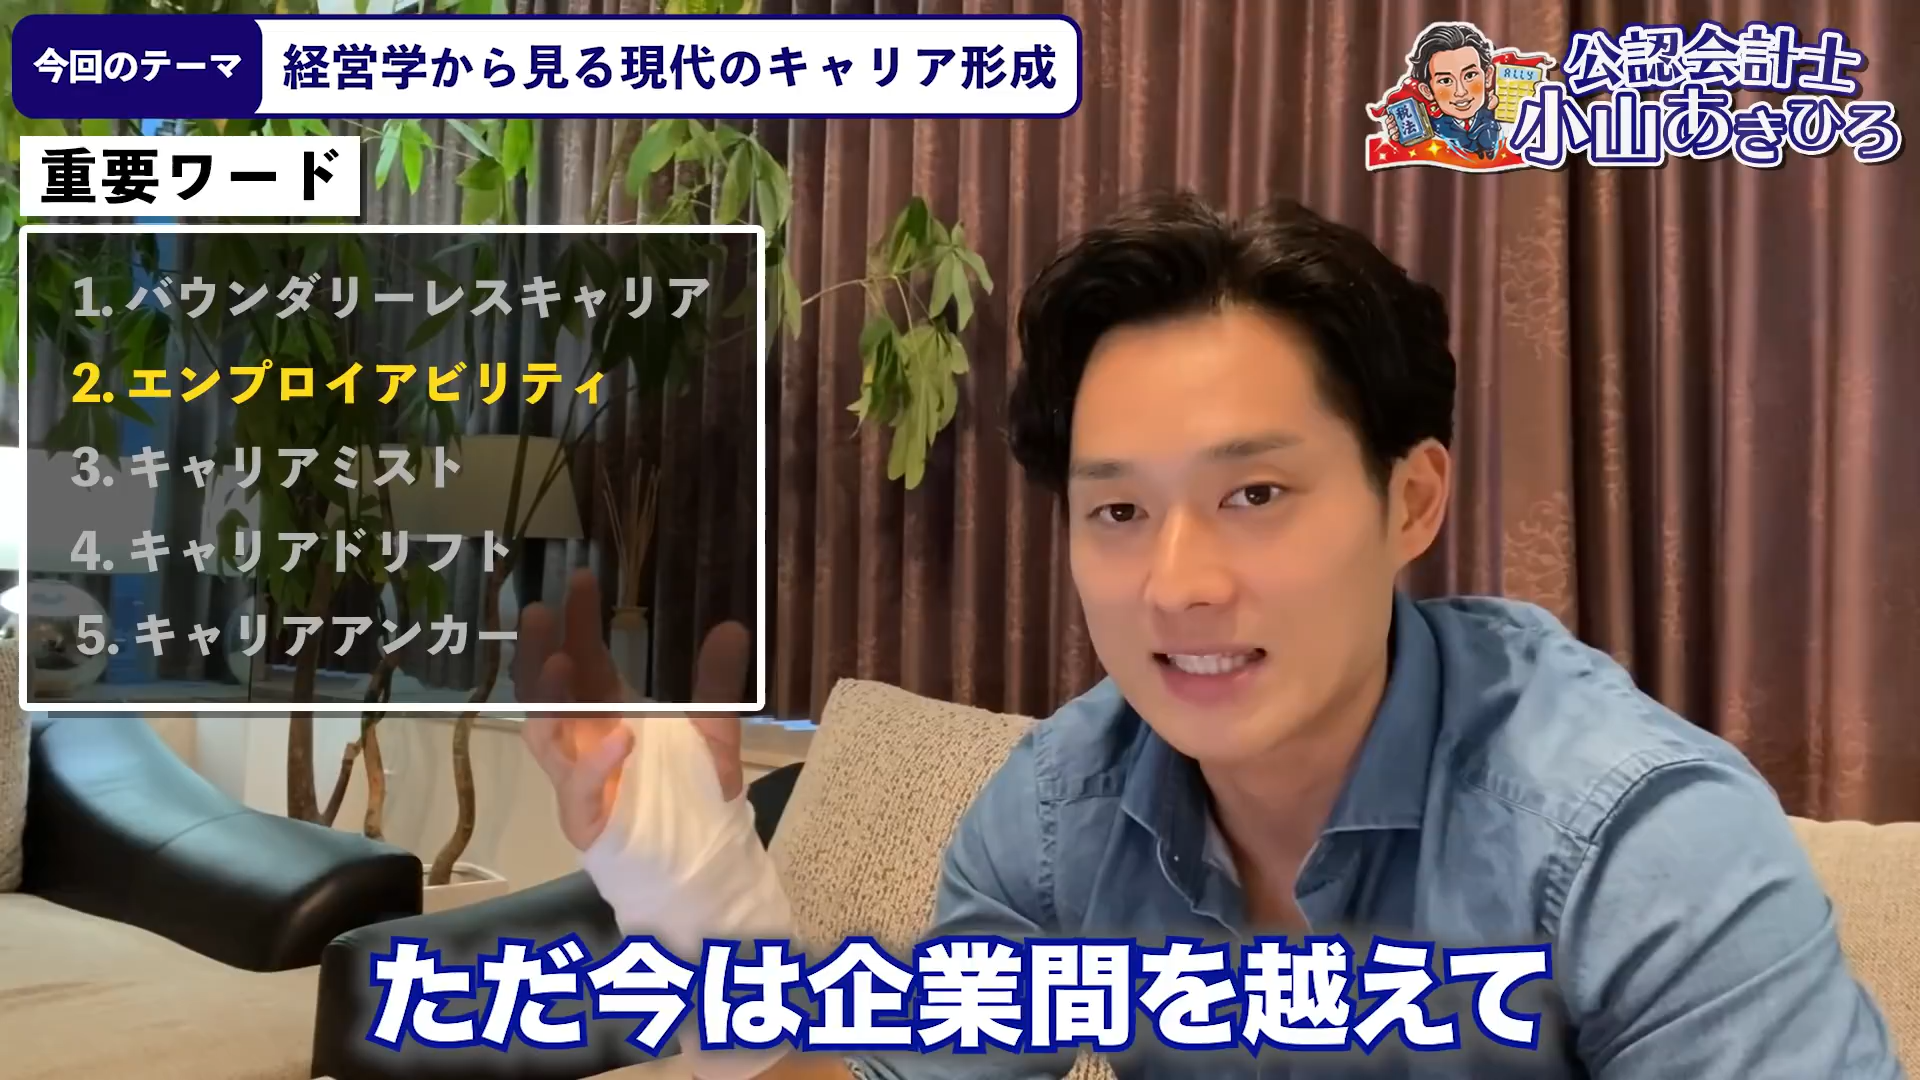 今回のテーマ
経営学から見る現代のキャリア形成
ALLY
税法
公認会計士
小山あきひろ
重要ワード
1. バウンダリーレスキャリア
2. エンプロイアビリティ
3. キャリアミスト
4. キャリアドリフト
5. キャリアアンカー
ただ今は企業間を越えて